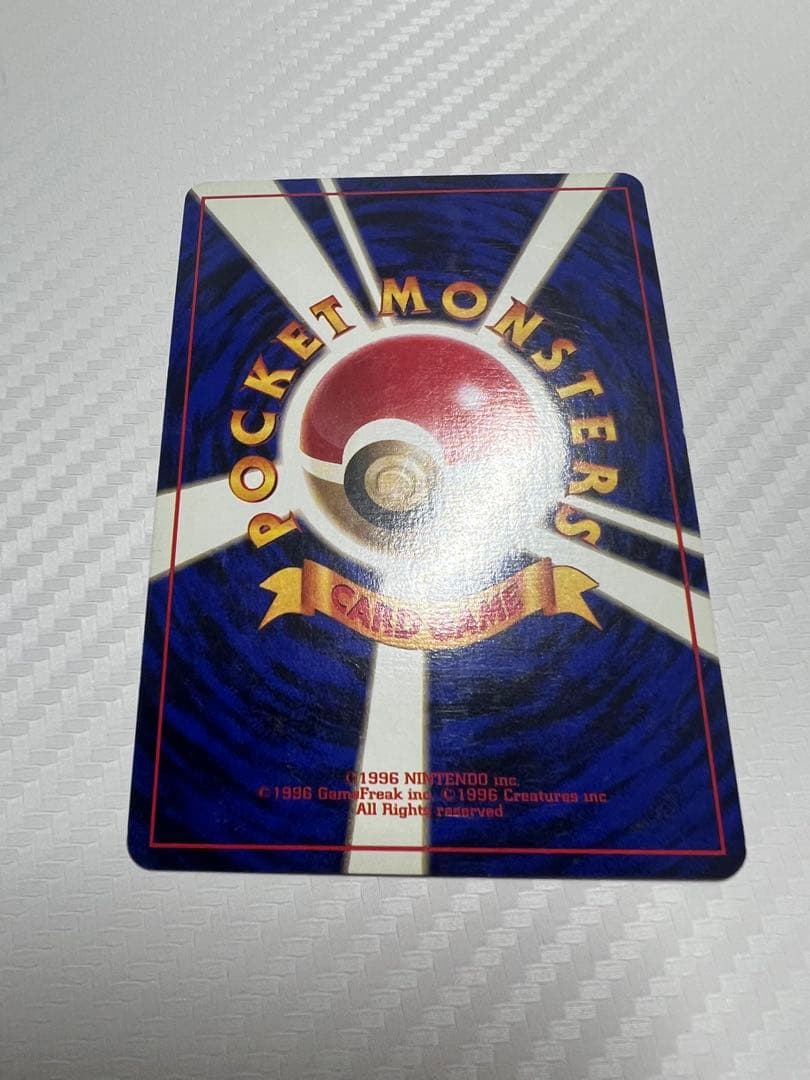 POCKET MONSTERS
CARD GAME
©1996 NINTENDO inc.
©1996 GameFreak inc. ©1996 Creatures inc
All Rights reserved